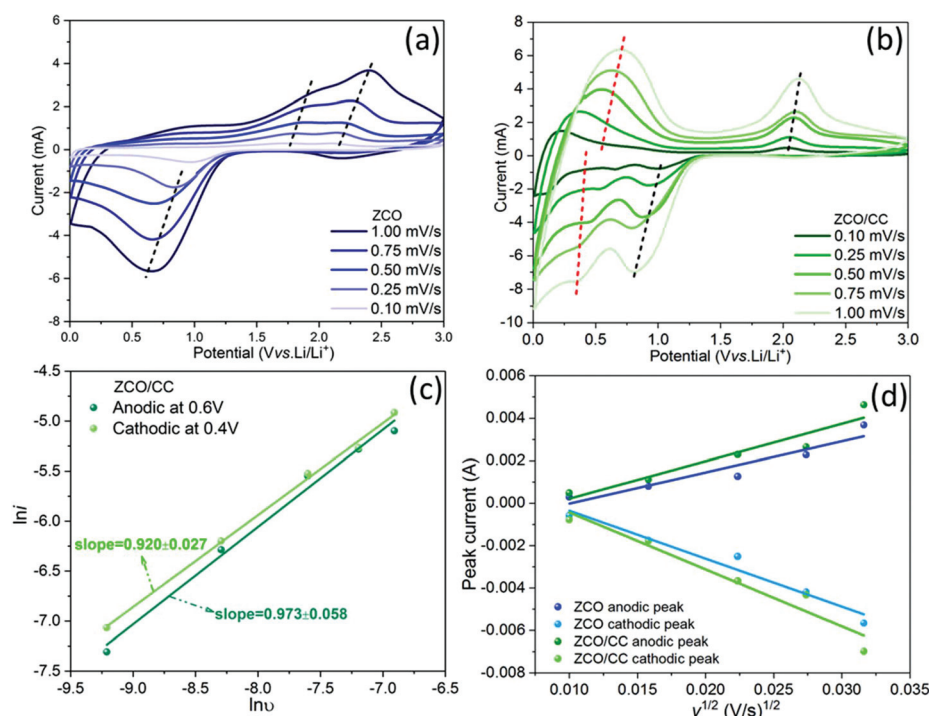 (a)
6
4
2
0
-2
-4
-6
-8
Current (mA)
ZCO
1.00 mV/s
0.75 mV/s
0.50 mV/s
0.25 mV/s
0.10 mV/s
0.0 0.5 1.0 1.5 2.0 2.5 3.0
Potential (Vvs.Li/Li⁺)
(b)
8
6
4
2
0
-2
-4
-6
-8
-10
Current (mA)
ZCO/CC
0.10 mV/s
0.25 mV/s
0.50 mV/s
0.75 mV/s
1.00 mV/s
0.0 0.5 1.0 1.5 2.0 2.5 3.0
Potential (Vvs.Li/Li⁺)
(c)
-4.5
-5.0
-5.5
-6.0
-6.5
-7.0
-7.5
lni
ZCO/CC
Anodic at 0.6V
Cathodic at 0.4V
slope=0.920±0.027
slope=0.973±0.058
-9.5 -9.0 -8.5 -8.0 -7.5 -7.0 -6.5
lnυ
(d)
0.006
0.004
0.002
0.000
-0.002
-0.004
-0.006
-0.008
Peak current (A)
ZCO anodic peak
ZCO cathodic peak
ZCO/CC anodic peak
ZCO/CC cathodic peak
0.010 0.015 0.020 0.025 0.030 0.035
v¹ᐟ² (V/s)¹ᐟ²